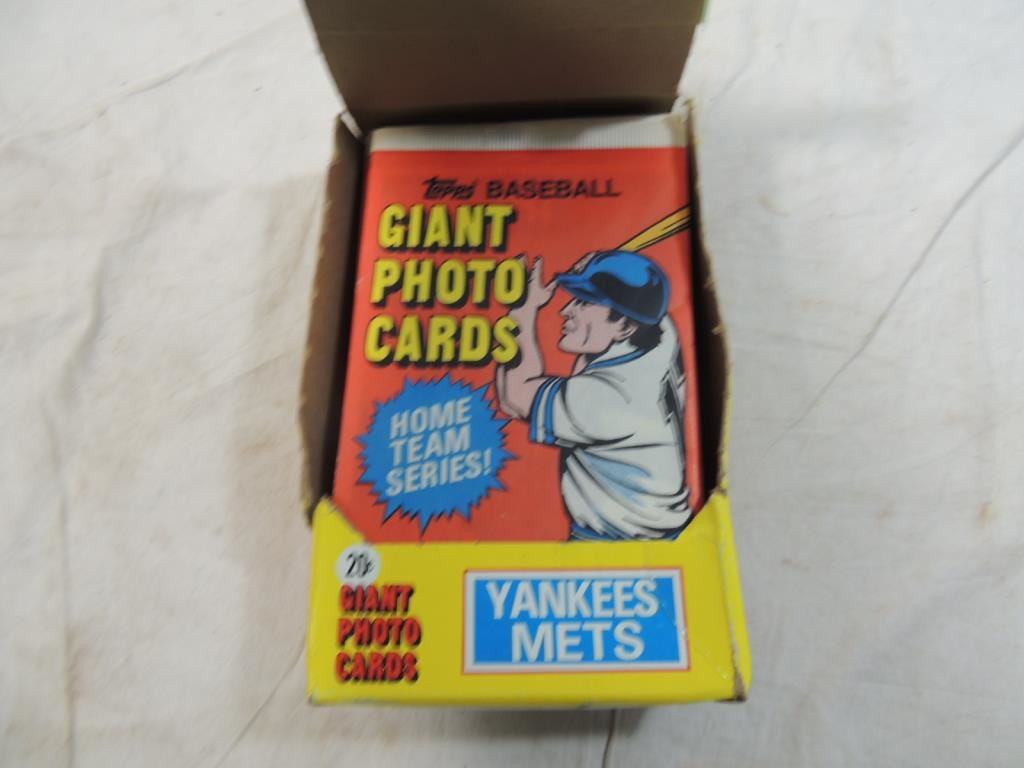 Topps BASEBALL
GIANT
PHOTO
CARDS
HOME
TEAM
SERIES!
20¢
GIANT
PHOTO
CARDS
YANKEES
METS